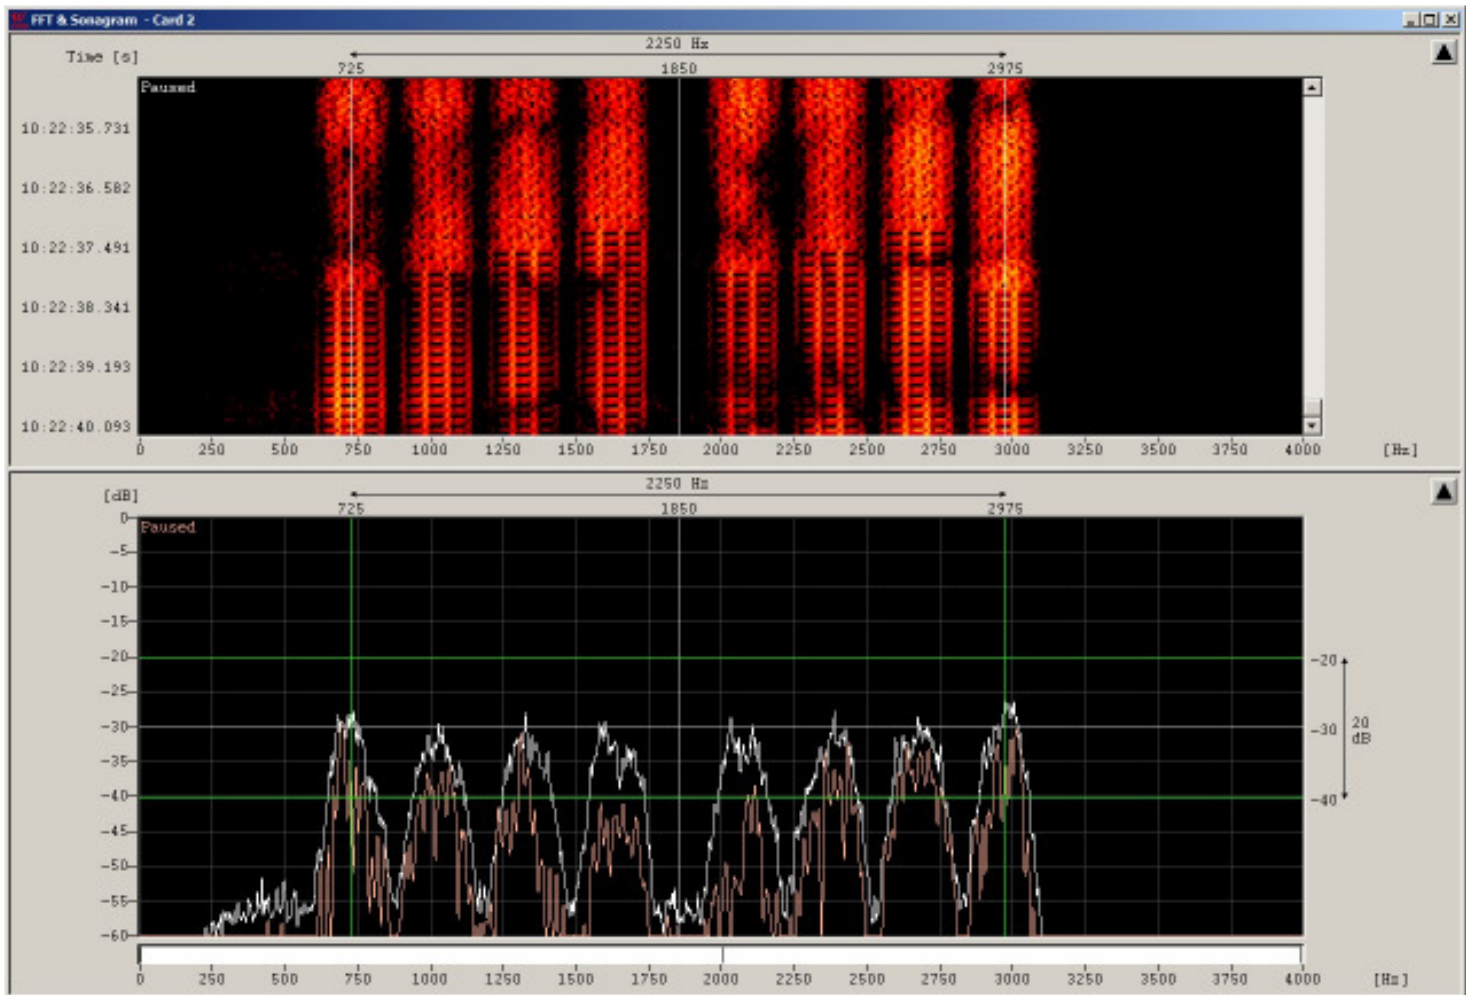 FFT & Sonagram - Card 2
2250 Hz
Time [s]
725 1850 2975
Paused
10:22:35.731
10:22:36.582
10:22:37.491
10:22:38.341
10:22:39.193
10:22:40.093
0 250 500 750 1000 1250 1500 1750 2000 2250 2500 2750 3000 3250 3500 3750 4000 [Hz]
2250 Hz
[dB]
725 1850 2975
0
Paused
-5
-10
-15
-20 -20
-25
-30 -30 20 dB
-35
-40 -40
-45
-50
-55
-60
0 250 500 750 1000 1250 1500 1750 2000 2250 2500 2750 3000 3250 3500 3750 4000 [Hz]